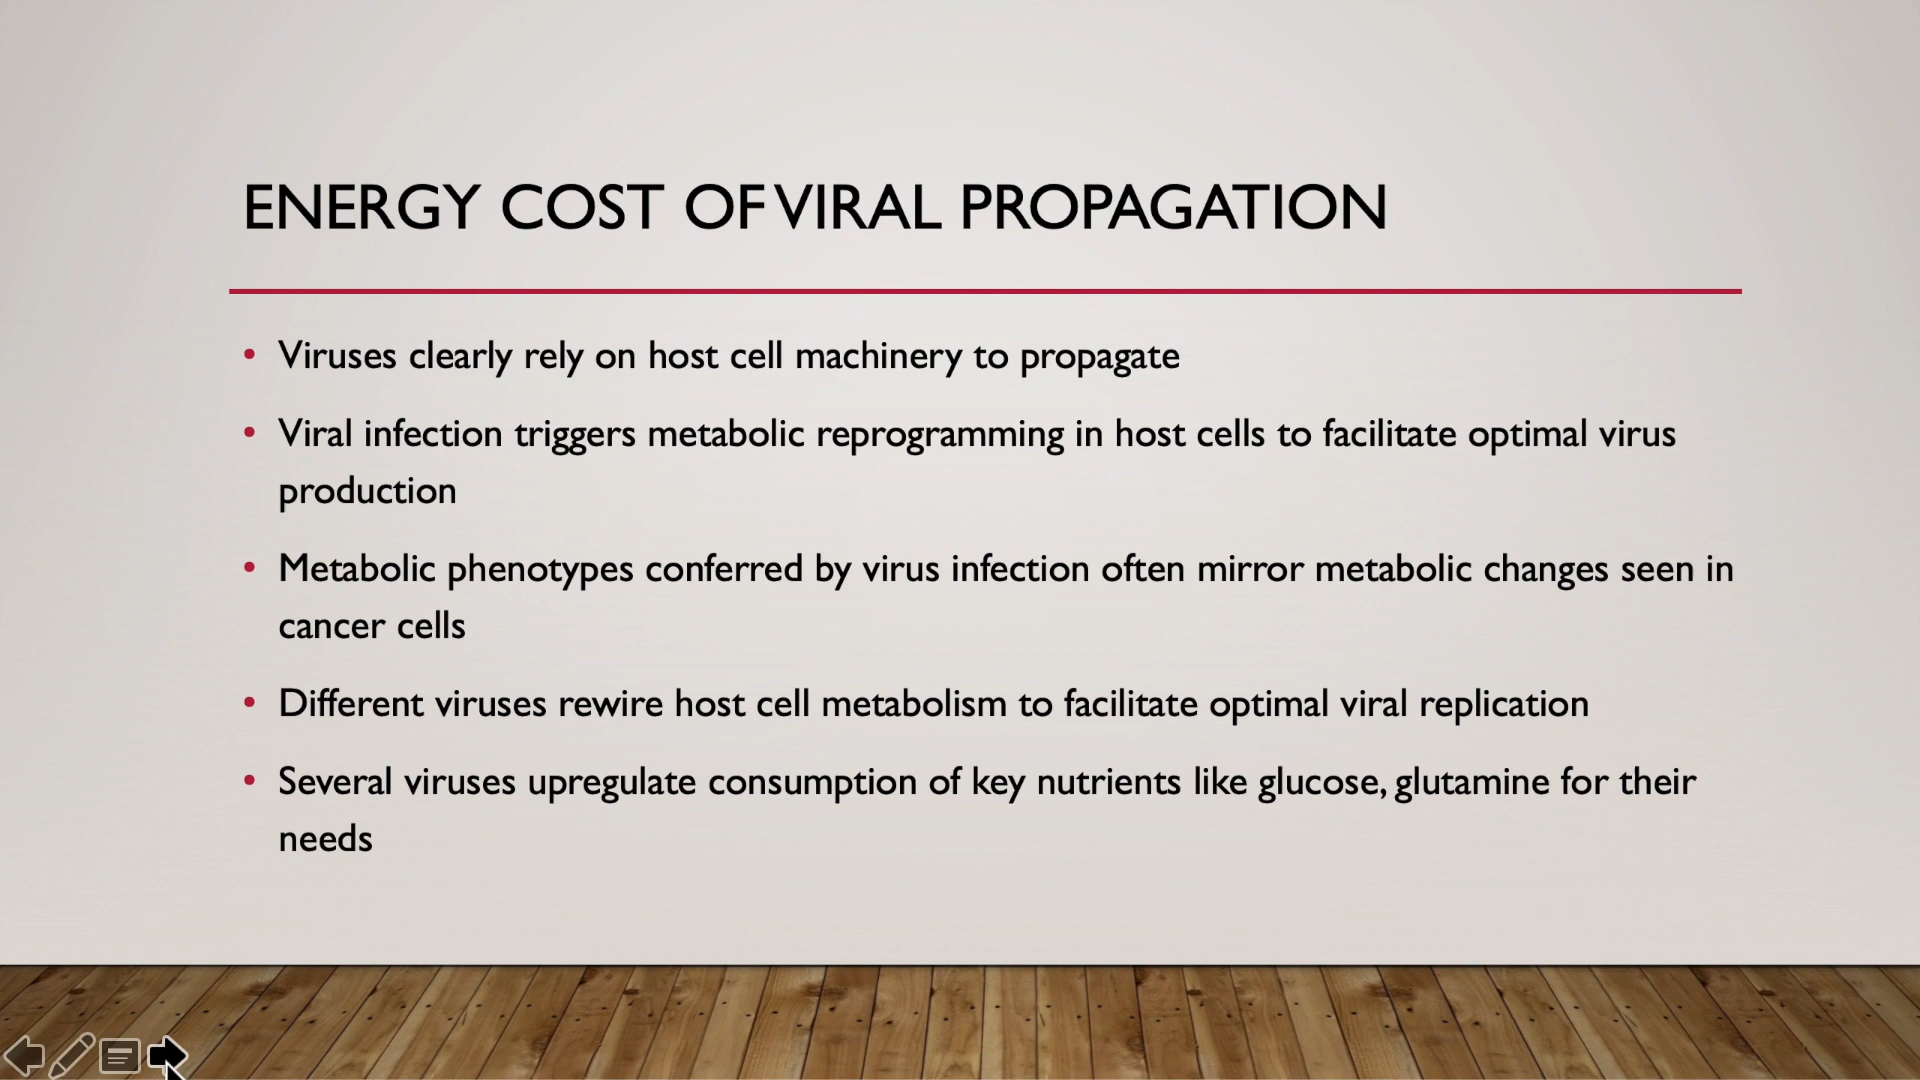 ENERGY COST OF VIRAL PROPAGATION
• Viruses clearly rely on host cell machinery to propagate
• Viral infection triggers metabolic reprogramming in host cells to facilitate optimal virus
production
• Metabolic phenotypes conferred by virus infection often mirror metabolic changes seen in
cancer cells
• Different viruses rewire host cell metabolism to facilitate optimal viral replication
• Several viruses upregulate consumption of key nutrients like glucose, glutamine for their
needs